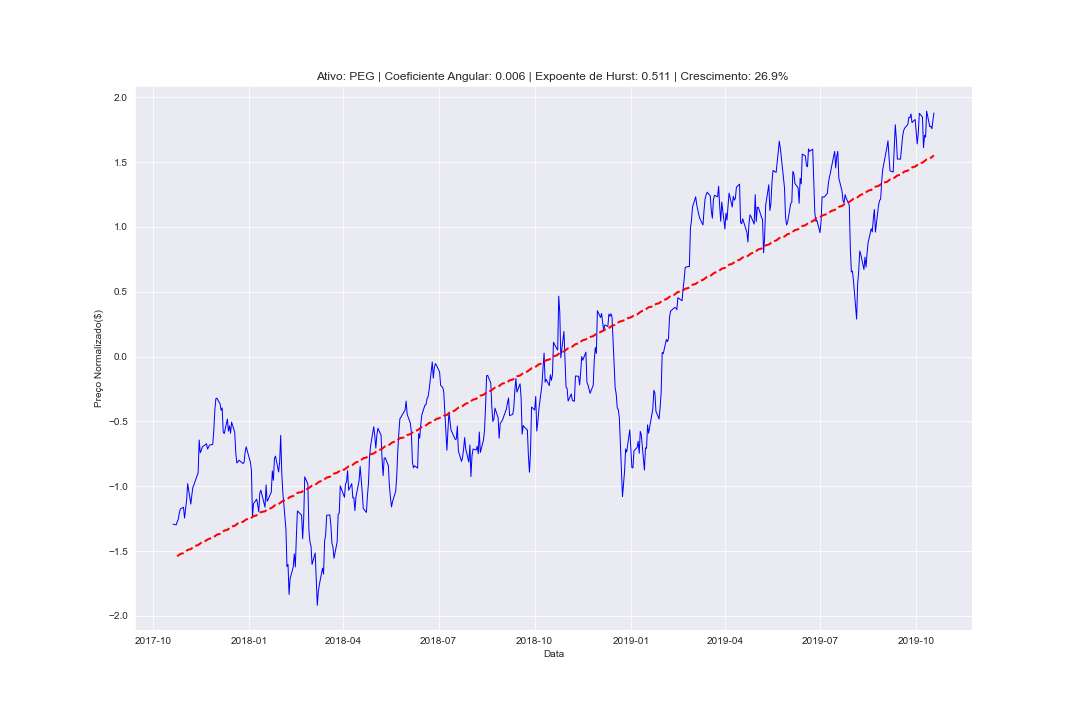 Ativo: PEG | Coeficiente Angular: 0.006 | Expoente de Hurst: 0.511 | Crescimento: 26.9%
2.0
1.5
1.0
0.5
0.0
−0.5
−1.0
−1.5
−2.0
Preço Normalizado($)
2017-10 2018-01 2018-04 2018-07 2018-10 2019-01 2019-04 2019-07 2019-10
Data